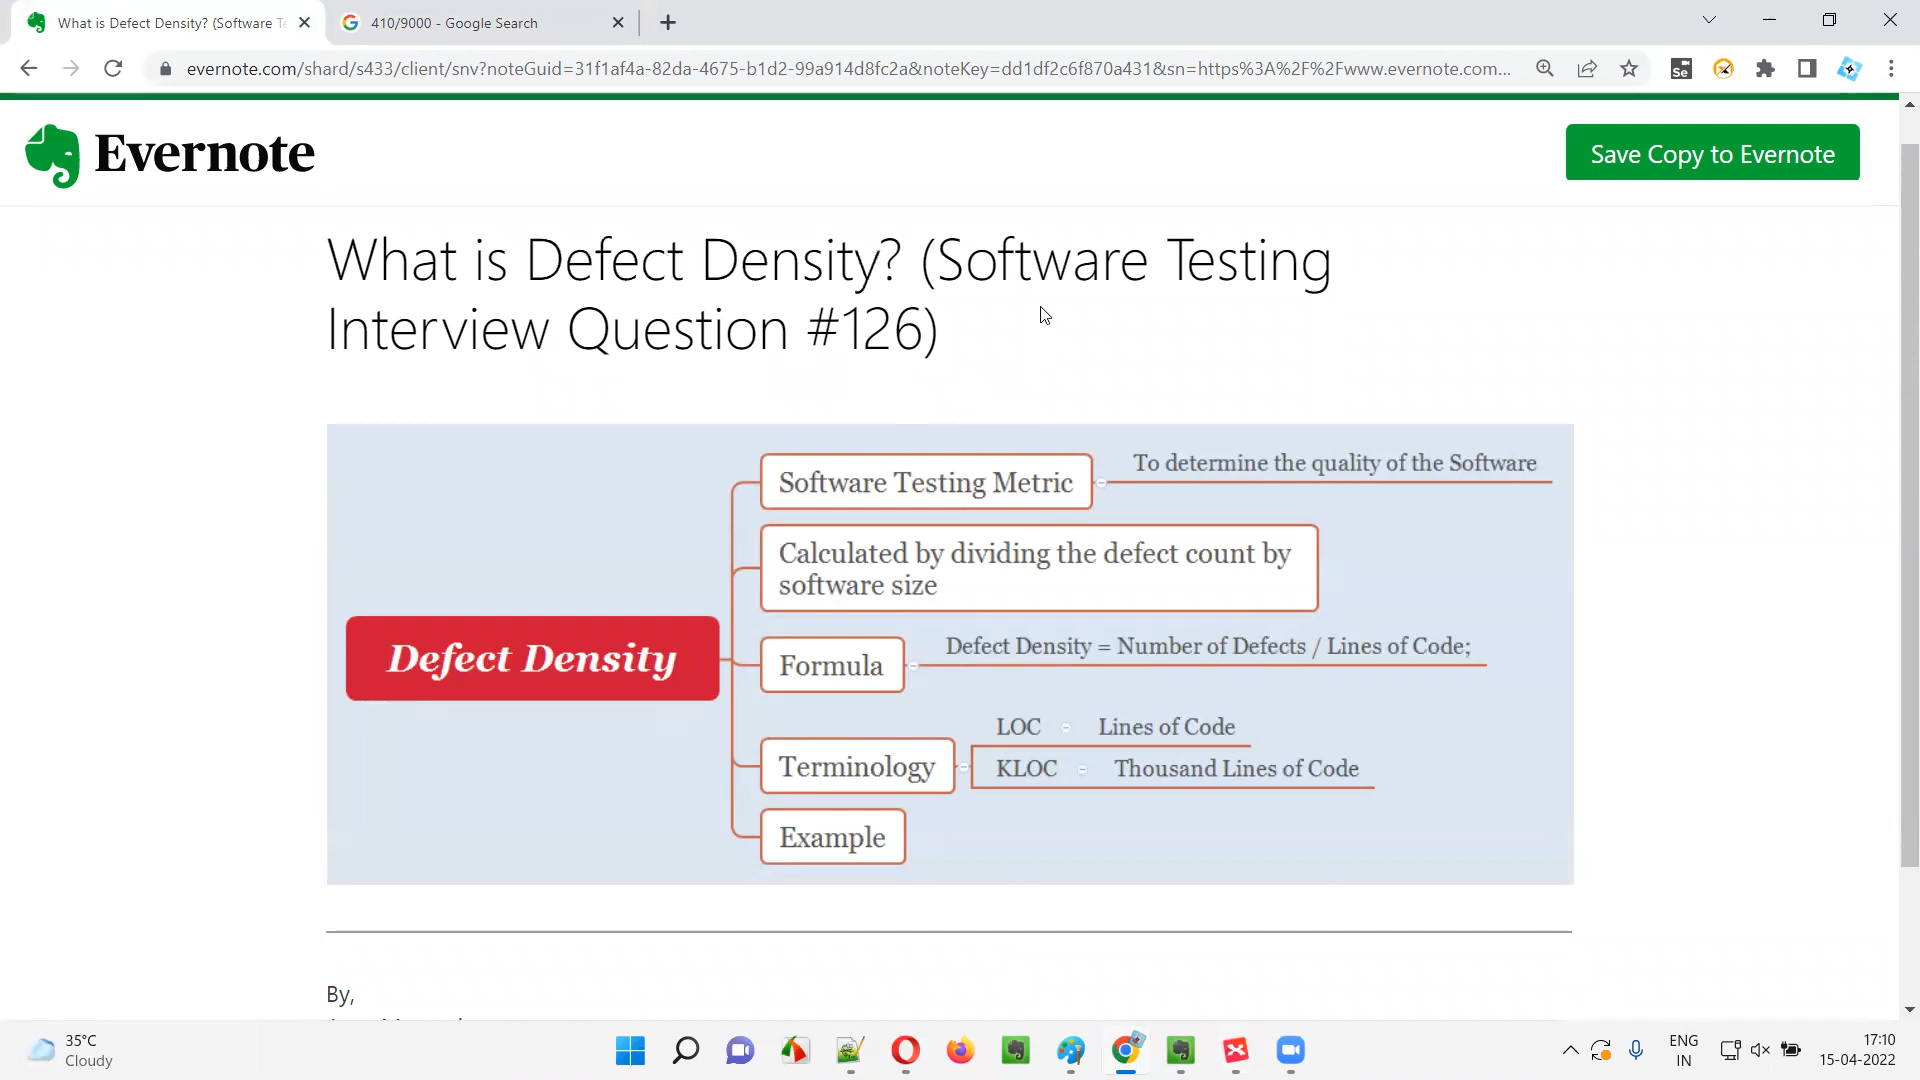 What is Defect Density? (Software Te
410/9000 - Google Search
evernote.com/shard/s433/client/snv?noteGuid=31f1af4a-82da-4675-b1d2-99a914d8fc2a&noteKey=dd1df2c6f870a431&sn=https%3A%2F%2Fwww.evernote.com...
Se
Evernote
Save Copy to Evernote
What is Defect Density? (Software Testing
Interview Question #126)
Software Testing Metric
To determine the quality of the Software
Calculated by dividing the defect count by
software size
Defect Density
Formula
Defect Density = Number of Defects / Lines of Code;
Terminology
LOC
Lines of Code
KLOC
Thousand Lines of Code
Example
By,
35°C
Cloudy
ENG
IN
17:10
15-04-2022